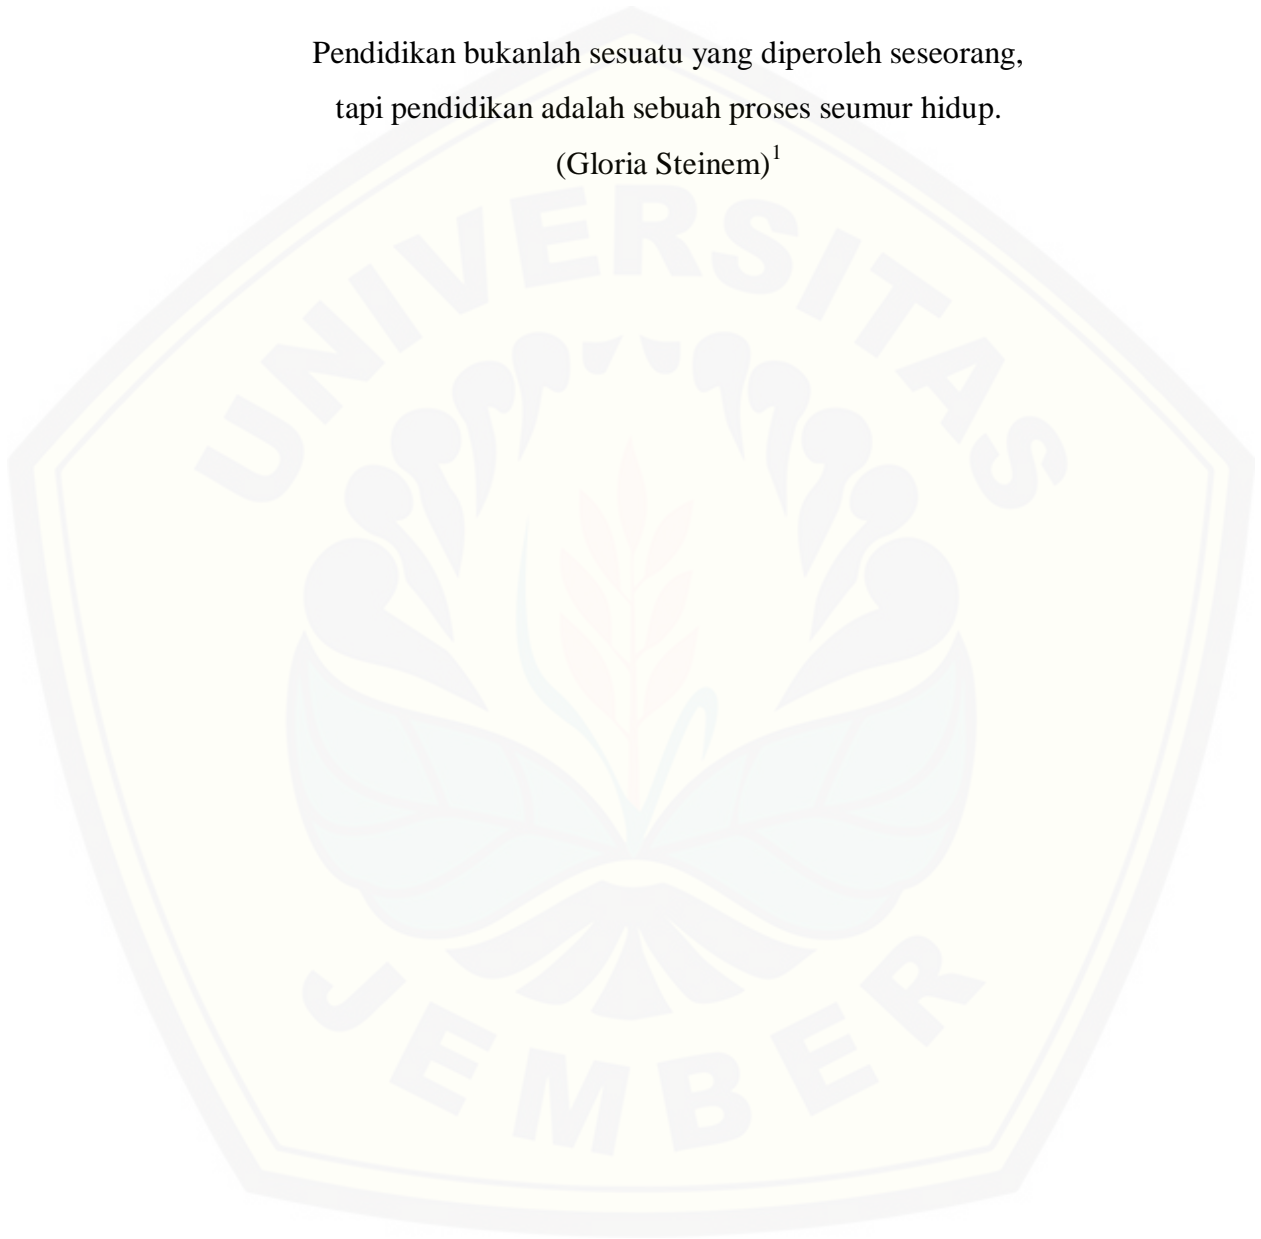 Pendidikan bukanlah sesuatu yang diperoleh seseorang,
tapi pendidikan adalah sebuah proses seumur hidup.
(Gloria Steinem)1
UNIVERSITAS
JEMBER